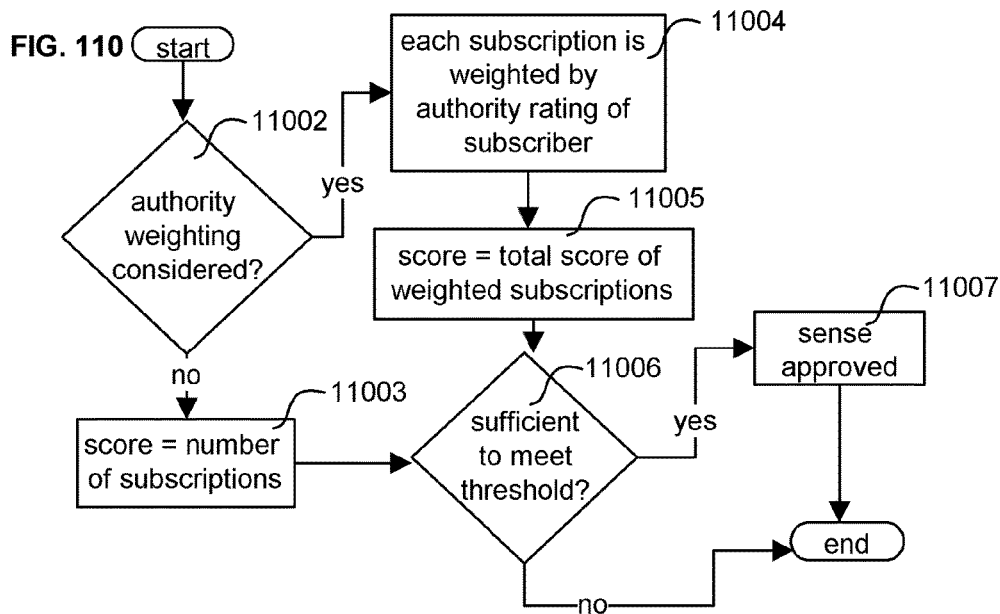 FIG. 110
start
11002
authority
weighting
considered?
yes
no
11004
each subscription is
weighted by
authority rating of
subscriber
11005
score = total score of
weighted subscriptions
11003
score = number
of subscriptions
11006
sufficient
to meet
threshold?
yes
no
11007
sense
approved
end